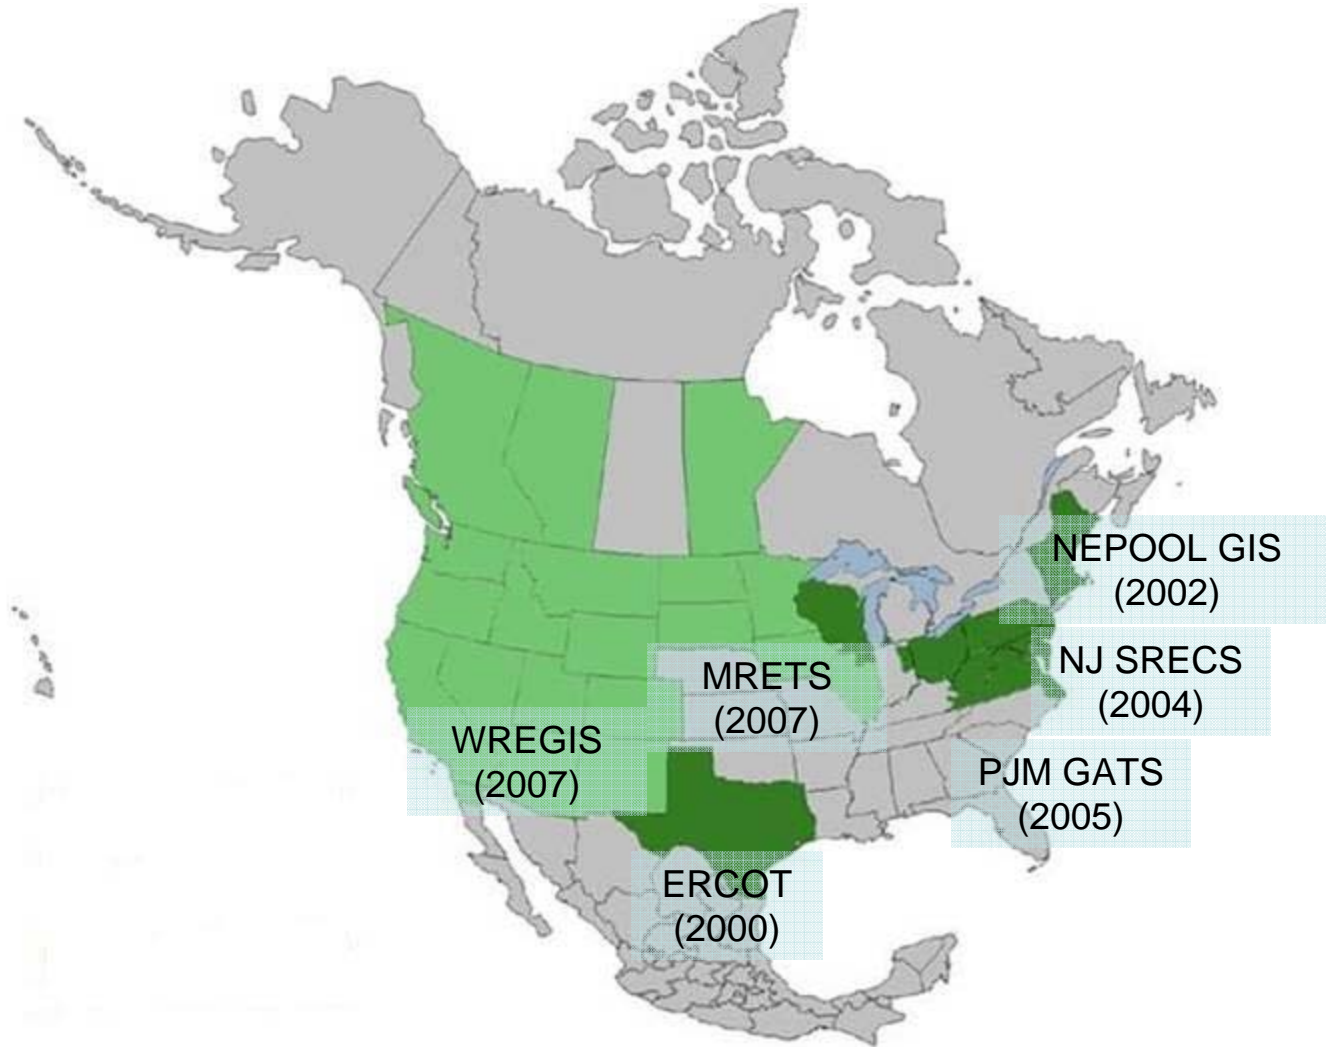 NEPOOL GIS
(2002)
NJ SRECS
(2004)
MRETS
(2007)
WREGIS
(2007)
PJM GATS
(2005)
ERCOT
(2000)